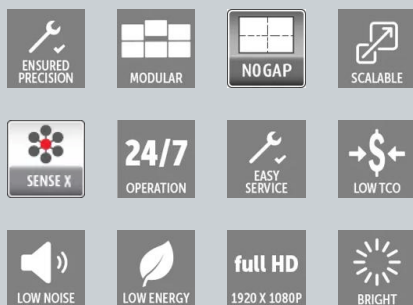 ENSURED
PRECISION
MODULAR
NO GAP
SCALABLE
SENSE X
24/7
OPERATION
EASY
SERVICE
$
LOW TCO
LOW NOISE
LOW ENERGY
full HD
1920 X 1080P
BRIGHT